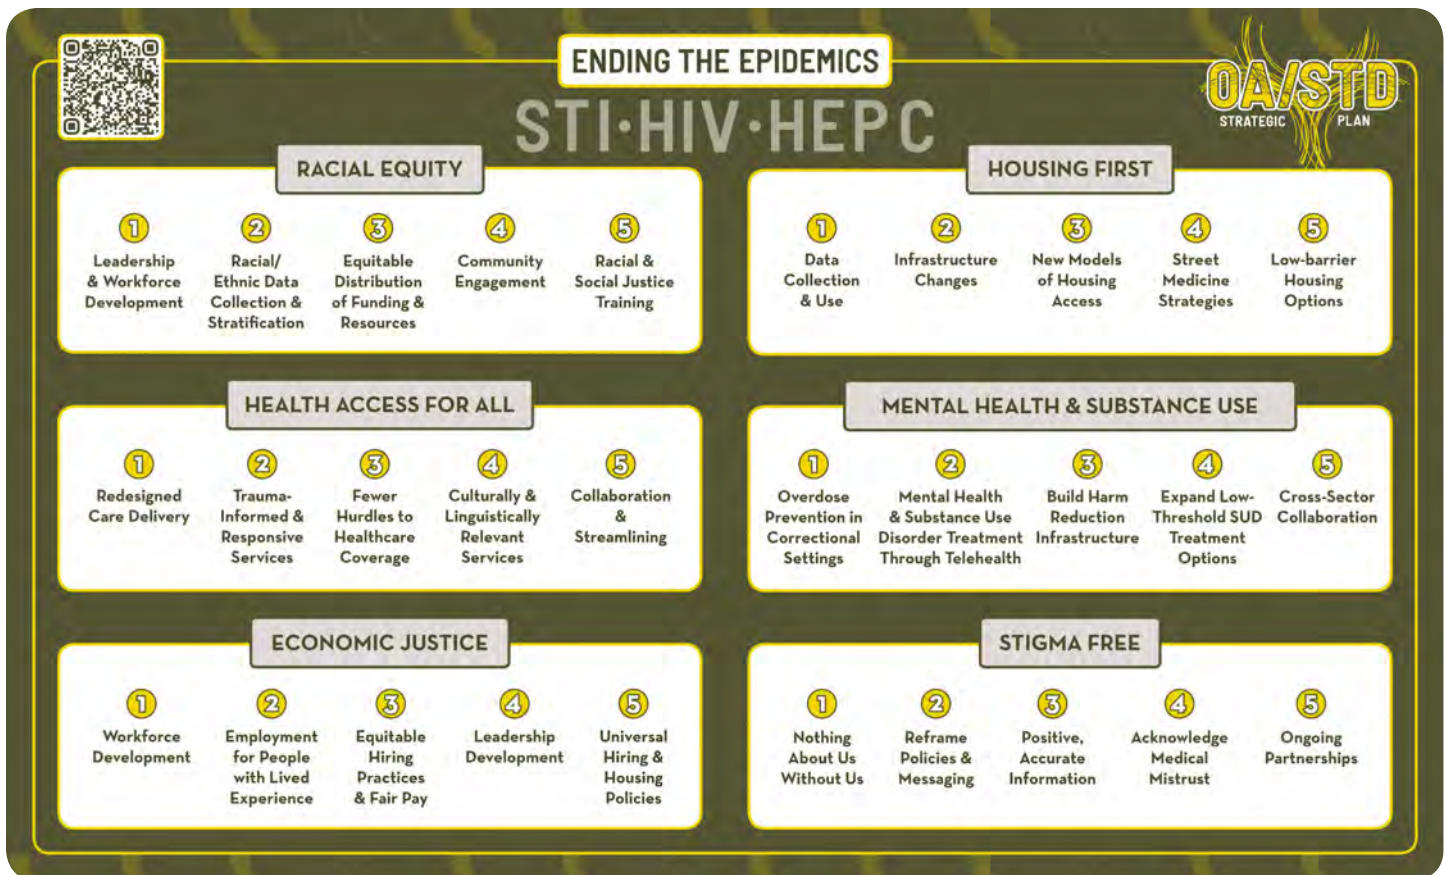 ENDING THE EPIDEMICS
STI·HIV·HEP C
OA/STD
STRATEGIC PLAN
RACIAL EQUITY
1
Leadership
& Workforce
Development
2
Racial/
Ethnic Data
Collection &
Stratification
3
Equitable
Distribution
of Funding &
Resources
4
Community
Engagement
5
Racial &
Social Justice
Training
HOUSING FIRST
1
Data
Collection
& Use
2
Infrastructure
Changes
3
New Models
of Housing
Access
4
Street
Medicine
Strategies
5
Low-barrier
Housing
Options
HEALTH ACCESS FOR ALL
1
Redesigned
Care Delivery
2
Trauma-
Informed &
Responsive
Services
3
Fewer
Hurdles to
Healthcare
Coverage
4
Culturally &
Linguistically
Relevant
Services
5
Collaboration
&
Streamlining
MENTAL HEALTH & SUBSTANCE USE
1
Overdose
Prevention in
Correctional
Settings
2
Mental Health
& Substance Use
Disorder Treatment
Through Telehealth
3
Build Harm
Reduction
Infrastructure
4
Expand Low-
Threshold SUD
Treatment
Options
5
Cross-Sector
Collaboration
ECONOMIC JUSTICE
1
Workforce
Development
2
Employment
for People
with Lived
Experience
3
Equitable
Hiring
Practices
& Fair Pay
4
Leadership
Development
5
Universal
Hiring &
Housing
Policies
STIGMA FREE
1
Nothing
About Us
Without Us
2
Reframe
Policies &
Messaging
3
Positive,
Accurate
Information
4
Acknowledge
Medical
Mistrust
5
Ongoing
Partnerships